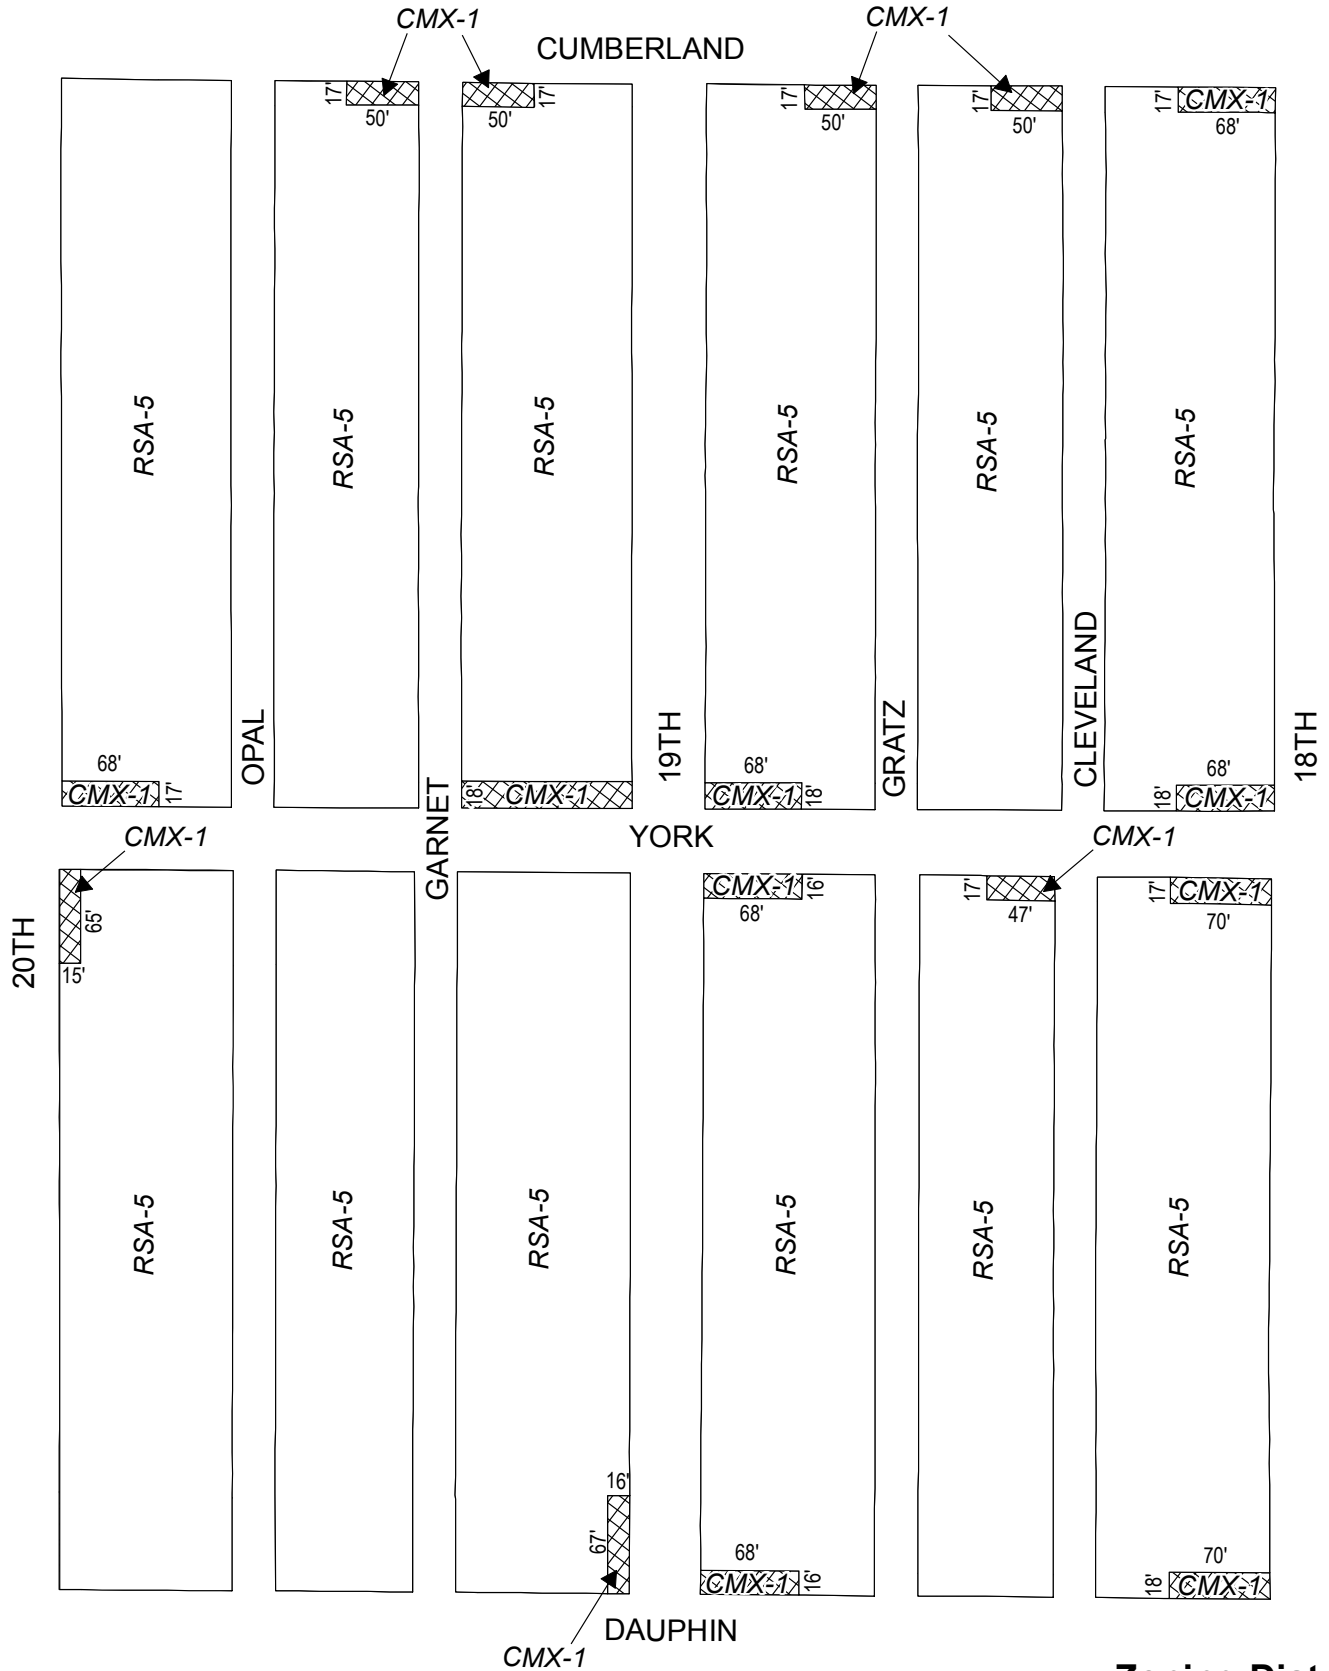 CMX-1
CMX-1
CUMBERLAND
17'
50'
17'
50'
17'
50'
17'
50'
17'
CMX-1
68'
RSA-5
RSA-5
RSA-5
RSA-5
RSA-5
RSA-5
OPAL
GARNET
19TH
GRATZ
CLEVELAND
18TH
68'
CMX-1
17'
18'
CMX-1
68'
CMX-1
18'
68'
18'
CMX-1
CMX-1
YORK
CMX-1
20TH
65'
15'
CMX-1
16'
68'
17'
47'
17'
CMX-1
70'
RSA-5
RSA-5
RSA-5
RSA-5
RSA-5
RSA-5
16'
67'
68'
CMX-1
16'
70'
18'
CMX-1
DAUPHIN
CMX-1